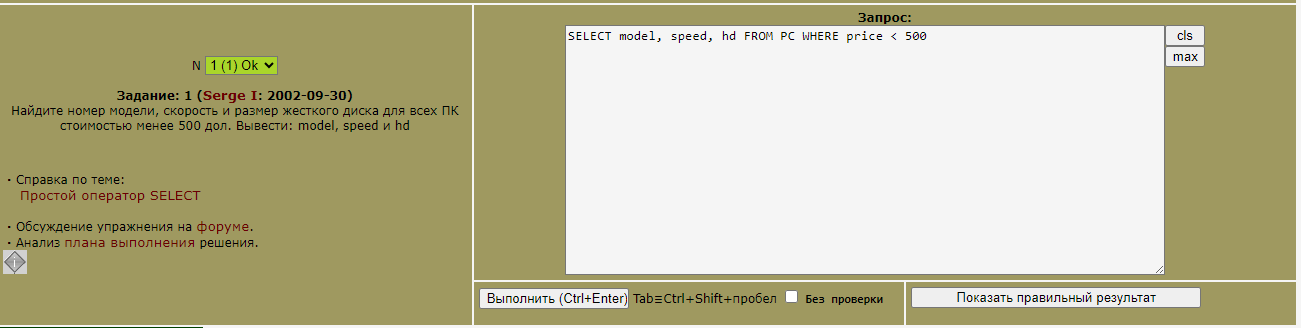 N 1 (1) Ok
Задание: 1 (Serge I: 2002-09-30)
Найдите номер модели, скорость и размер жесткого диска для всех ПК
стоимостью менее 500 дол. Вывести: model, speed и hd
· Справка по теме:
Простой оператор SELECT
· Обсуждение упражнения на форуме.
· Анализ плана выполнения решения.
Запрос:
SELECT model, speed, hd FROM PC WHERE price < 500
cls
max
Выполнить (Ctrl+Enter) Tab≡Ctrl+Shift+пробел Без проверки
Показать правильный результат